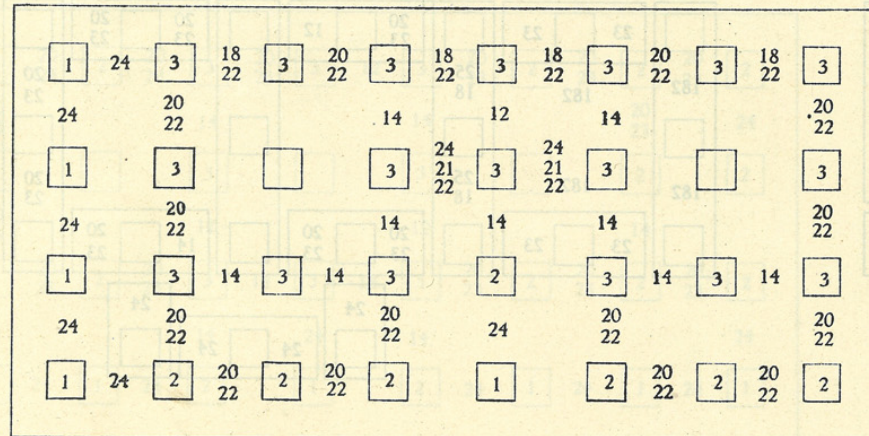 18 20 18 18 20 18
1 24 3 3 3 3 3 3 3
22 22 22 22 22 22
20 20
24 14 12 14
22 22
24 24
1 3 3 21 3 21 3 3
22 22
20 20
24 14 14 14
22 22
1 3 14 3 14 3 2 3 14 3 14 3
20 20 20 20
24 24
22 22 22 22
20 20 20 20
1 24 2 2 2 1 2 2 2
22 22 22 22